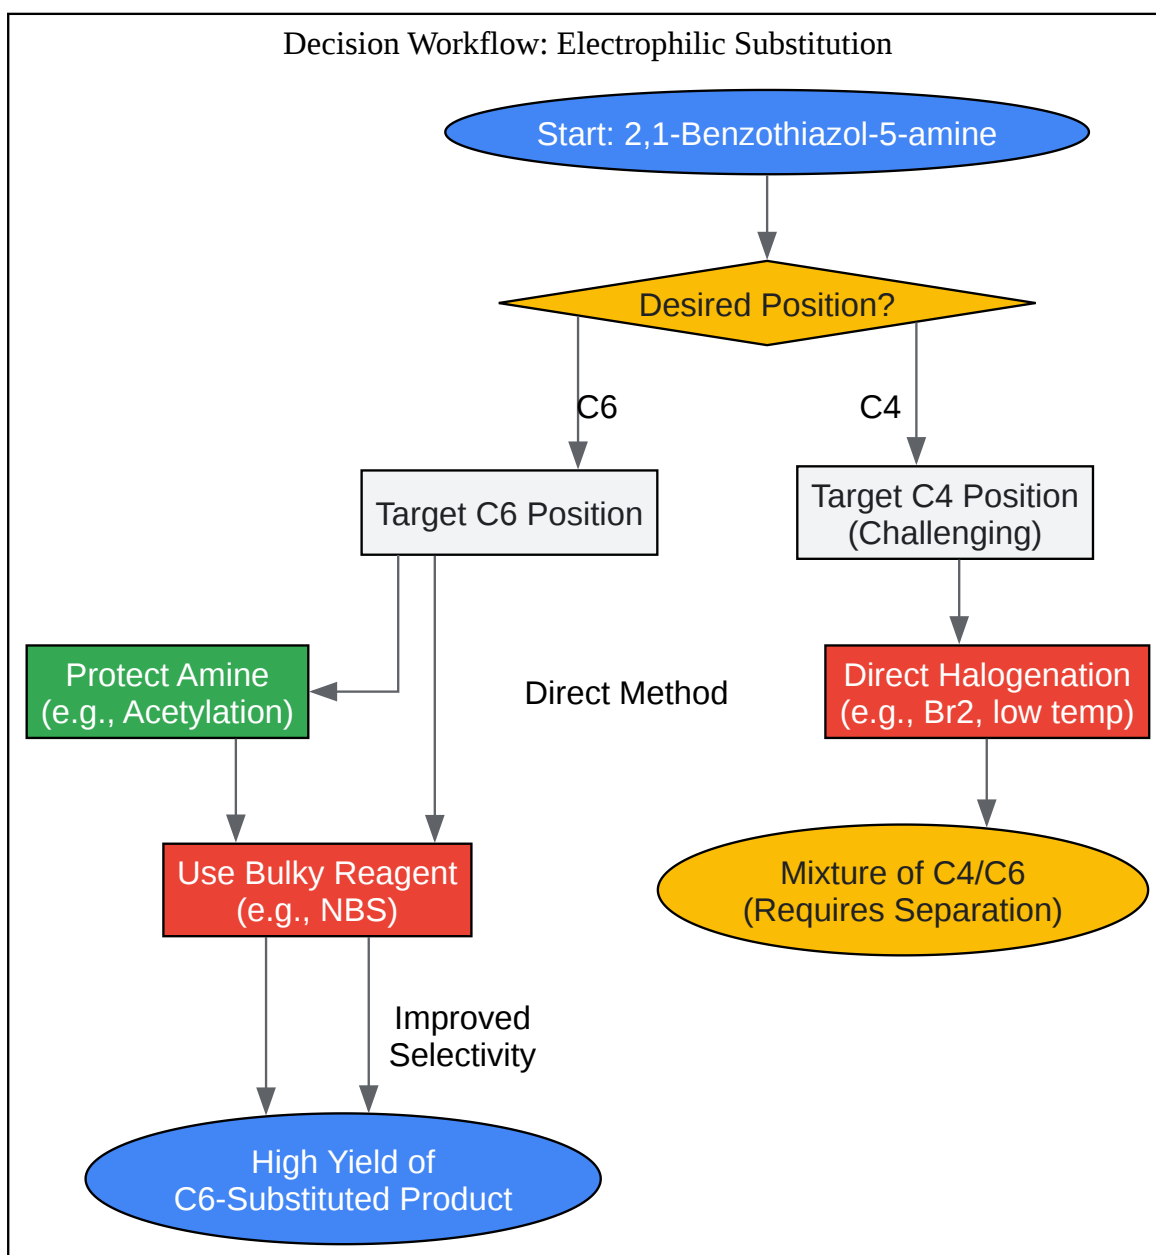 Decision Workflow: Electrophilic Substitution
Start: 2,1-Benzothiazol-5-amine
Desired Position?
C6
C4
Target C6 Position
Target C4 Position
(Challenging)
Protect Amine
(e.g., Acetylation)
Direct Method
Direct Halogenation
(e.g., Br2, low temp)
Use Bulky Reagent
(e.g., NBS)
Mixture of C4/C6
(Requires Separation)
Improved
Selectivity
High Yield of
C6-Substituted Product